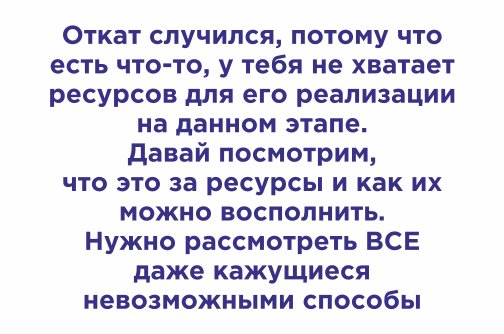 Откат случился, потому что
есть что-то, у тебя не хватает
ресурсов для его реализации
на данном этапе.
Давай посмотрим,
что это за ресурсы и как их
можно восполнить.
Нужно рассмотреть ВСЕ
даже кажущиеся
невозможными способы